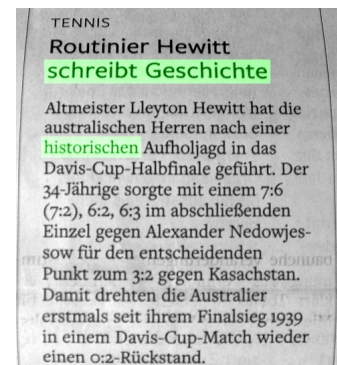 TENNIS
Routinier Hewitt
schreibt Geschichte
Altmeister Lleyton Hewitt hat die
australischen Herren nach einer
historischen Aufholjagd in das
Davis-Cup-Halbfinale geführt. Der
34-Jährige sorgte mit einem 7:6
(7:2), 6:2, 6:3 im abschließenden
Einzel gegen Alexander Nedowjes-
sow für den entscheidenden
Punkt zum 3:2 gegen Kasachstan.
Damit drehten die Australier
erstmals seit ihrem Finalsieg 1939
in einem Davis-Cup-Match wieder
einen 0:2-Rückstand.